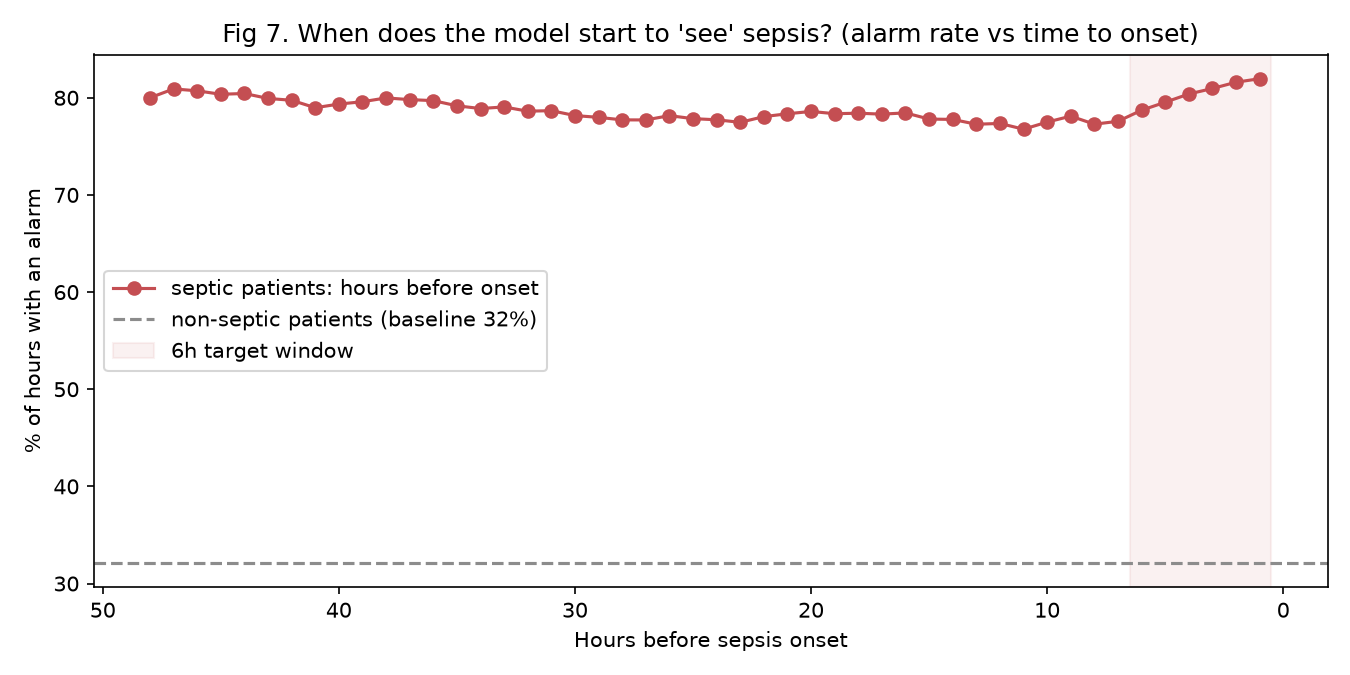 Fig 7. When does the model start to 'see' sepsis? (alarm rate vs time to onset)
% of hours with an alarm
80
70
60
50
40
30
septic patients: hours before onset
non-septic patients (baseline 32%)
6h target window
50
40
30
20
10
0
Hours before sepsis onset